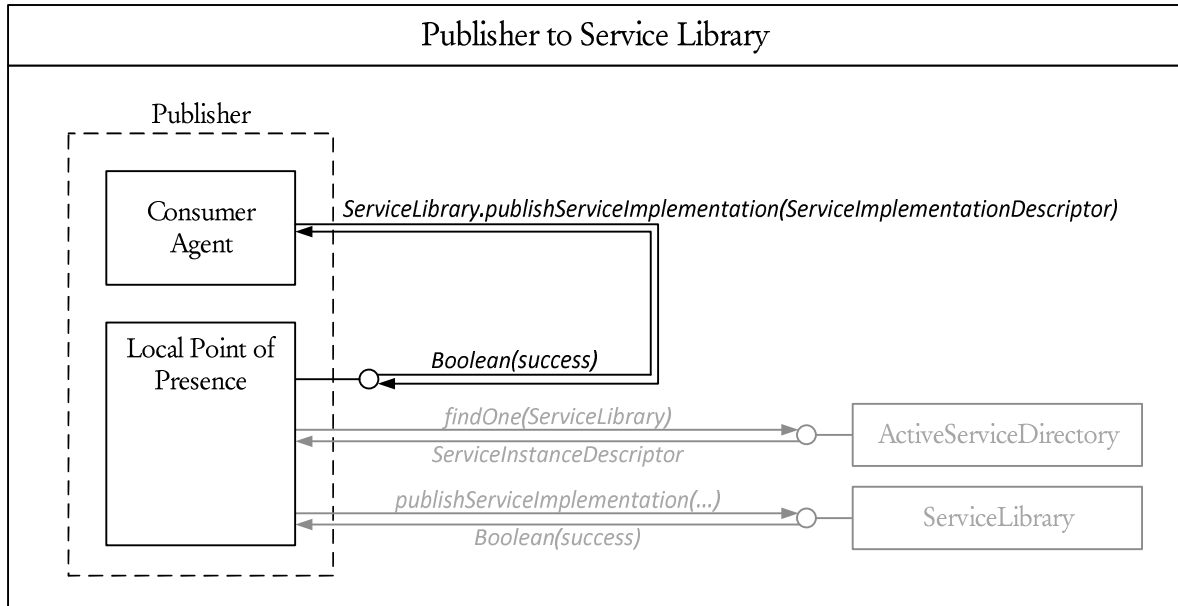 Publisher to Service Library
Publisher
Consumer
Agent
ServiceLibrary.publishServiceImplementation(ServiceImplementationDescriptor)
Local Point of
Presence
Boolean(success)
findOne(ServiceLibrary)
ServiceInstanceDescriptor
ActiveServiceDirectory
publishServiceImplementation(...)
Boolean(success)
ServiceLibrary